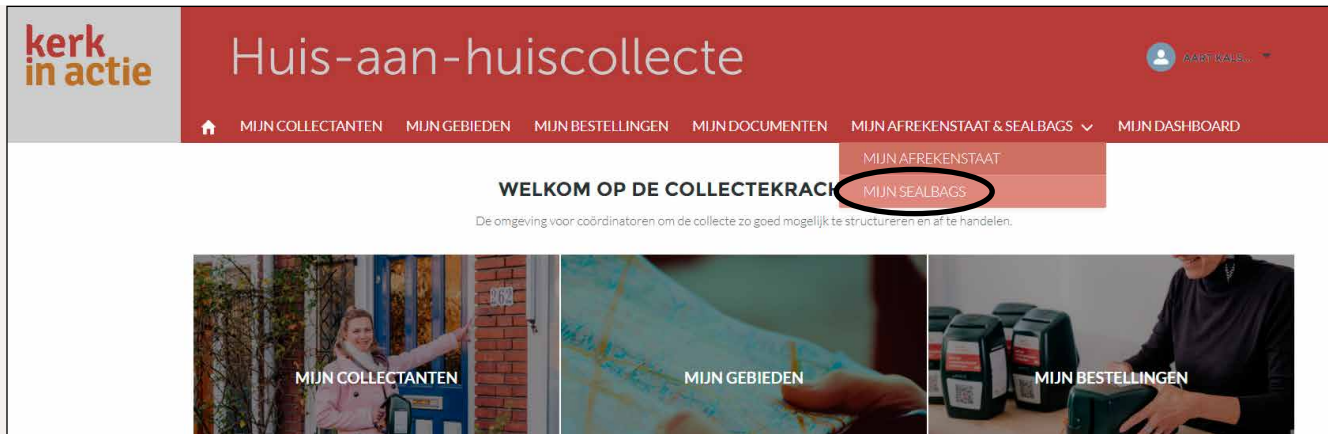 kerk
in actie
Huis-aan-huiscollecte
MIJN COLLECTANTEN MIJN GEBIEDEN MIJN BESTELLINGEN MIJN DOCUMENTEN MIJN AFREKENSTAAT & SEALBAGS MIJN DASHBOARD
MIJN AFREKENSTAAT
MIJN SEALBAGS
WELKOM OP DE COLLECTEKRACH
De omgeving voor coördinatoren om de collecte zo goed mogelijk te structureren en af te handelen.
262
MIJN COLLECTANTEN MIJN GEBIEDEN MIJN BESTELLINGEN